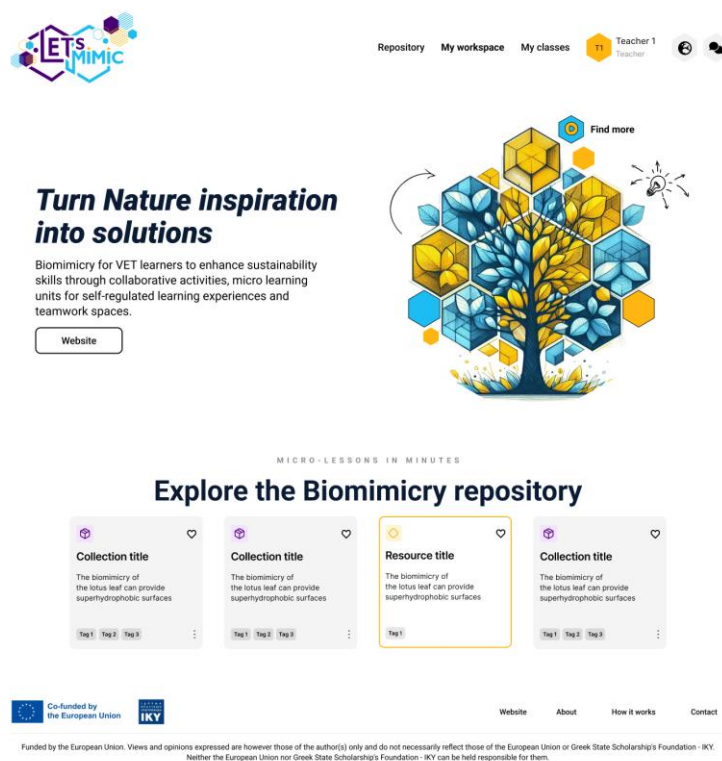 LET'S
MiMiC
Repository
My workspace
My classes
T1
Teacher 1
Teacher
Find more
Turn Nature inspiration
into solutions
Biomimicry for VET learners to enhance sustainability
skills through collaborative activities, micro learning
units for self-regulated learning experiences and
teamwork spaces.
Website
MICRO-LESSONS IN MINUTES
Explore the Biomimicry repository
Collection title
The biomimicry of
the lotus leaf can provide
superhydrophobic surfaces
Tag 1 Tag 2 Tag 3
Collection title
The biomimicry of
the lotus leaf can provide
superhydrophobic surfaces
Tag 1 Tag 2 Tag 3
Resource title
The biomimicry of
the lotus leaf can provide
superhydrophobic surfaces
Tag 1
Collection title
The biomimicry of
the lotus leaf can provide
superhydrophobic surfaces
Tag 1 Tag 2 Tag 3
Co-funded by
the European Union
IKY
Website
About
How it works
Contact
Funded by the European Union. Views and opinions expressed are however those of the author(s) only and do not necessarily reflect those of the European Union or Greek State Scholarship's Foundation - IKY.
Neither the European Union nor Greek State Scholarship's Foundation - IKY can be held responsible for them.